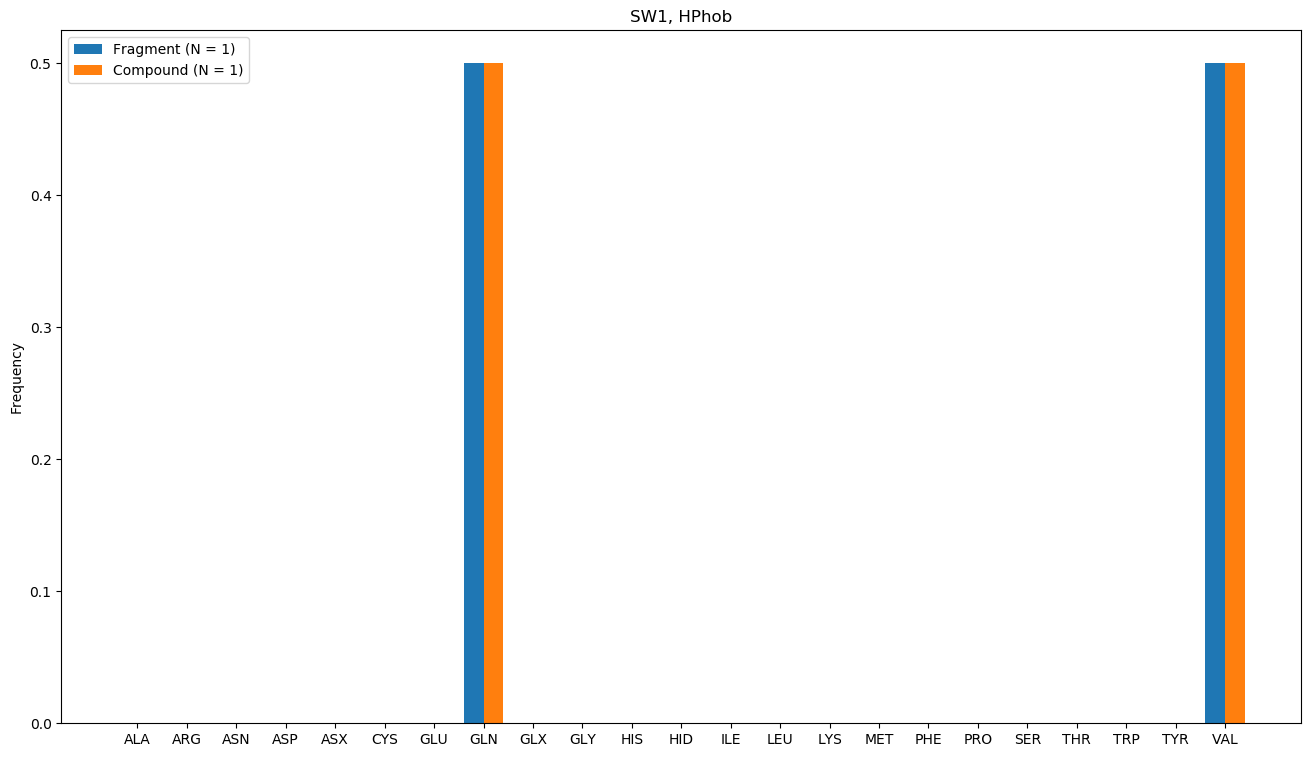 SW1, HPhob
Fragment (N = 1)
Compound (N = 1)
Frequency
0.5
0.4
0.3
0.2
0.1
0.0
ALA ARG ASN ASP ASX CYS GLU GLN GLX GLY HIS HID ILE LEU LYS MET PHE PRO SER THR TRP TYR VAL